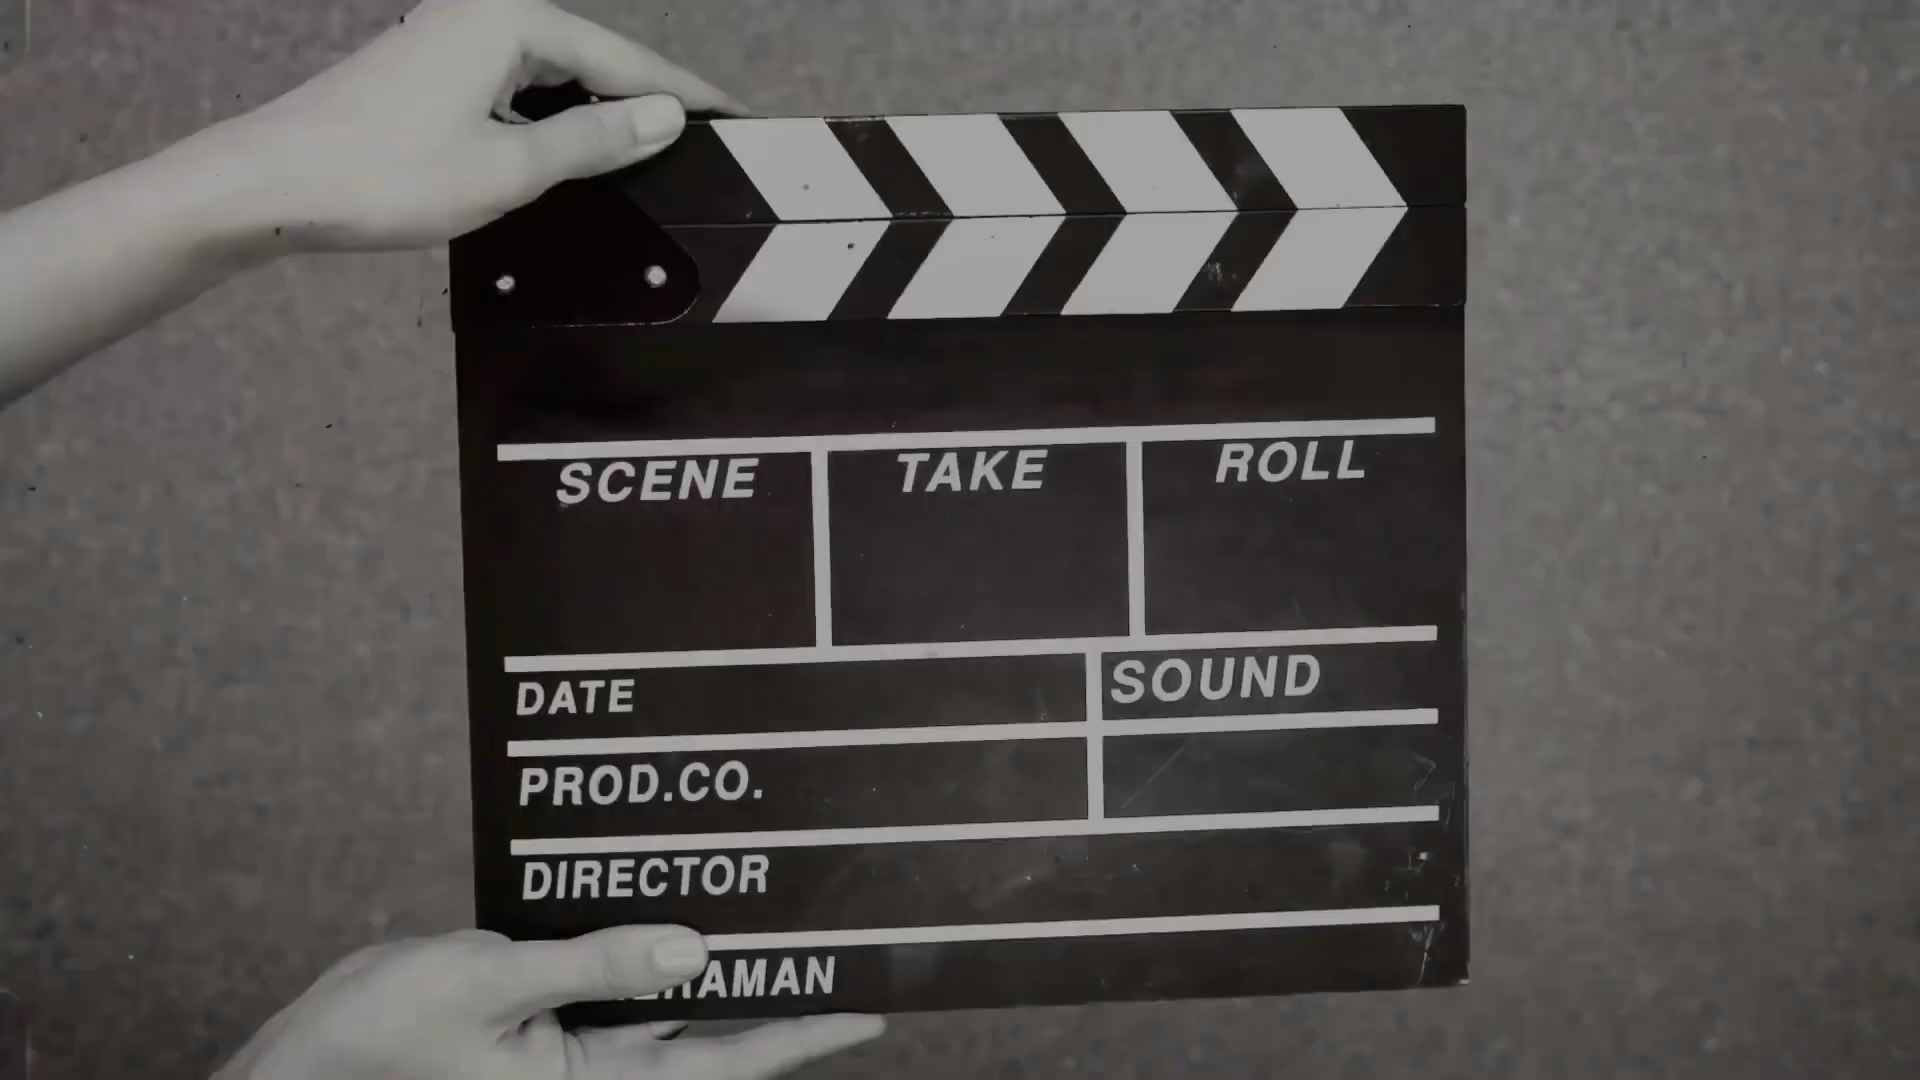 SCENE TAKE ROLL
DATE SOUND
PROD.CO.
DIRECTOR